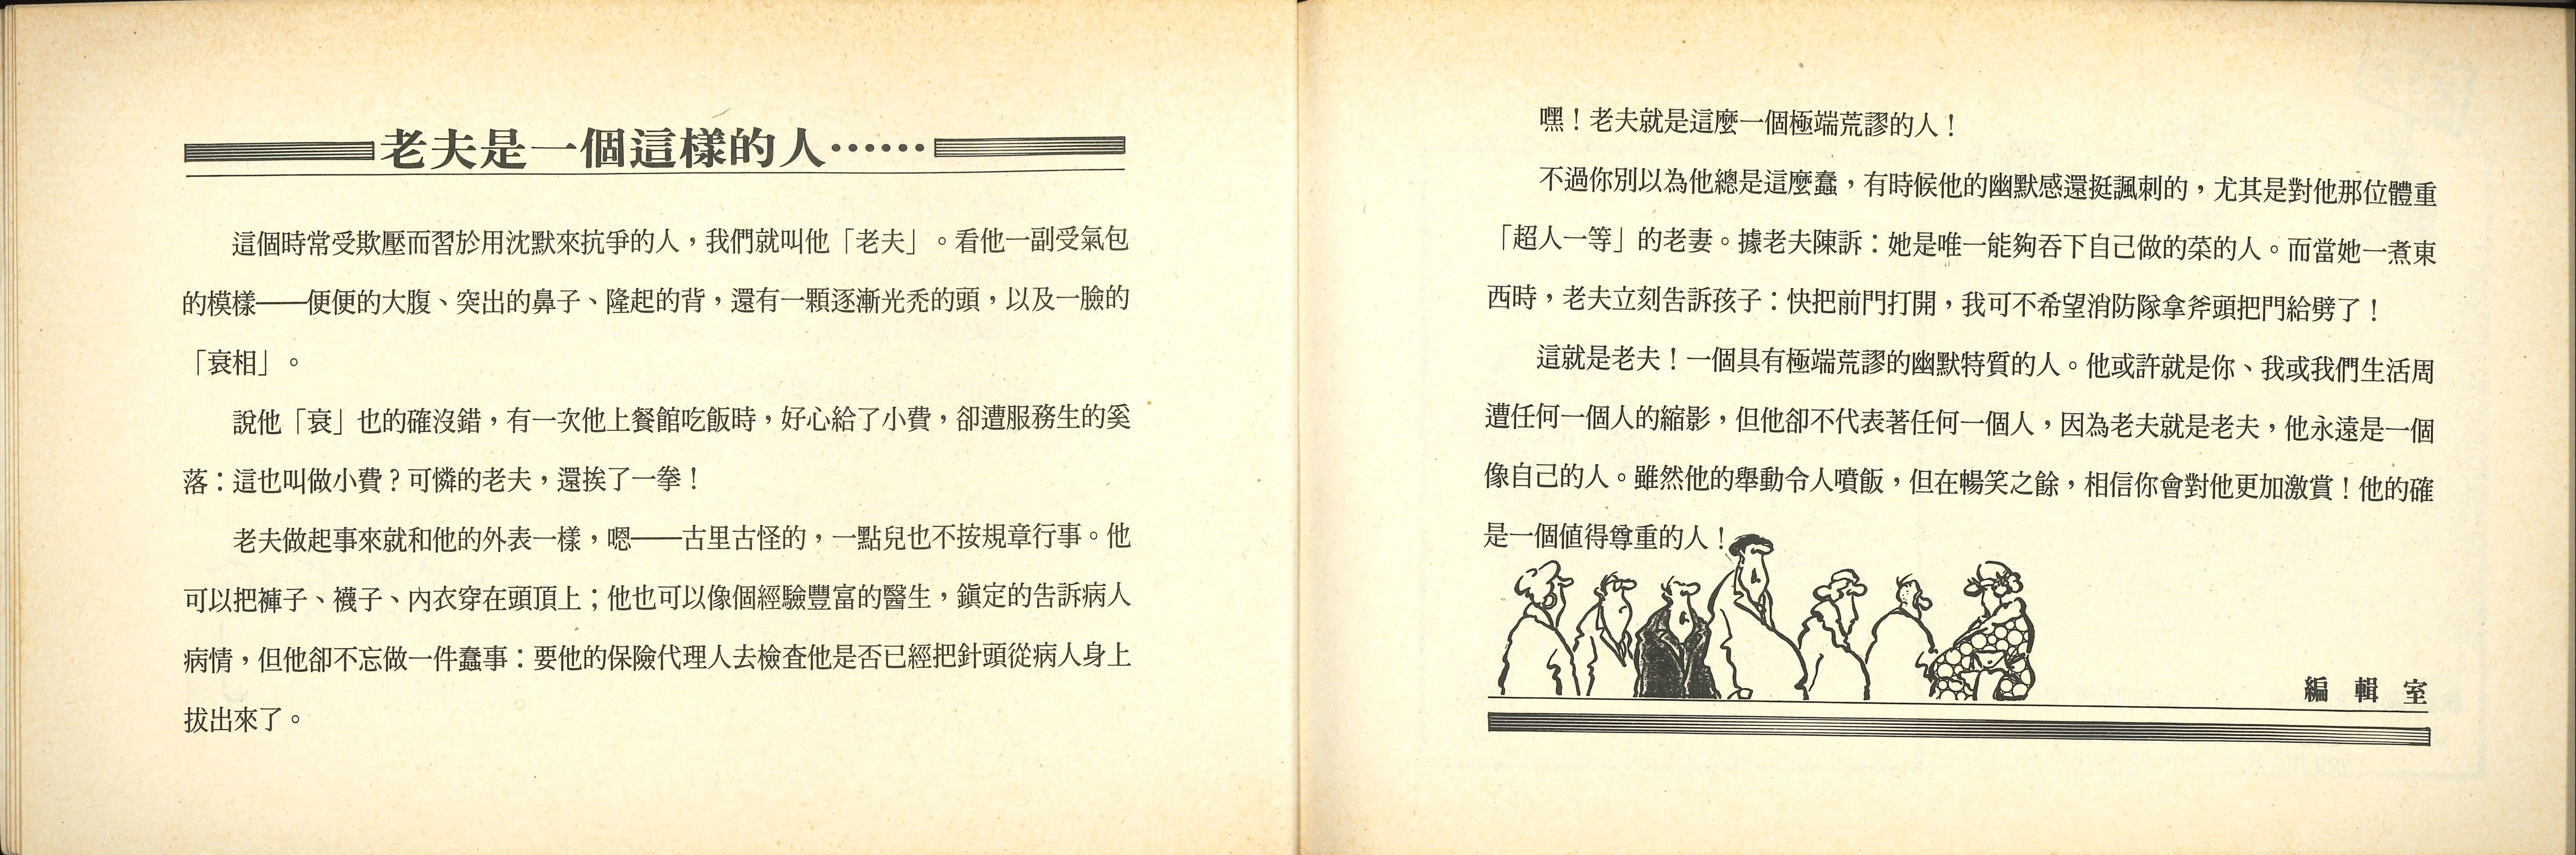 老夫是一個這樣的人······
這個時常受欺壓而習於用沈默來抗爭的人，我們就叫他「老夫」。看他一副受氣包
的模樣——便便的大腹、突出的鼻子、隆起的背，還有一顆逐漸光禿的頭，以及一臉的
「衰相」。
說他「衰」也的確沒錯，有一次他上餐館吃飯時，好心給了小費，卻遭服務生的奚
落：這也叫做小費？可憐的老夫，還挨了一拳！
老夫做起事來就和他的外表一樣，嗯——古里古怪的，一點兒也不按規章行事。他
可以把褲子、襪子、內衣穿在頭頂上；他也可以像個經驗豐富的醫生，鎮定的告訴病人
病情，但他卻不忘做一件蠢事：要他的保險代理人去檢查他是否已經把針頭從病人身上
拔出來了。
嘿！老夫就是這麼一個極端荒謬的人！
不過你別以為他總是這麼蠢，有時候他的幽默感還挺諷刺的，尤其是對他那位體重
「超人一等」的老妻。據老夫陳訴：她是唯一能夠吞下自己做的菜的人。而當她一煮東
西時，老夫立刻告訴孩子：快把前門打開，我可不希望消防隊拿斧頭把門給劈了！
這就是老夫！一個具有極端荒謬的幽默特質的人。他或許就是你、我或我們生活周
遭任何一個人的縮影，但他卻不代表著任何一個人，因為老夫就是老夫，他永遠是一個
像自己的人。雖然他的舉動令人噴飯，但在暢笑之餘，相信你會對他更加激賞！他的確
是一個值得尊重的人！
編輯室